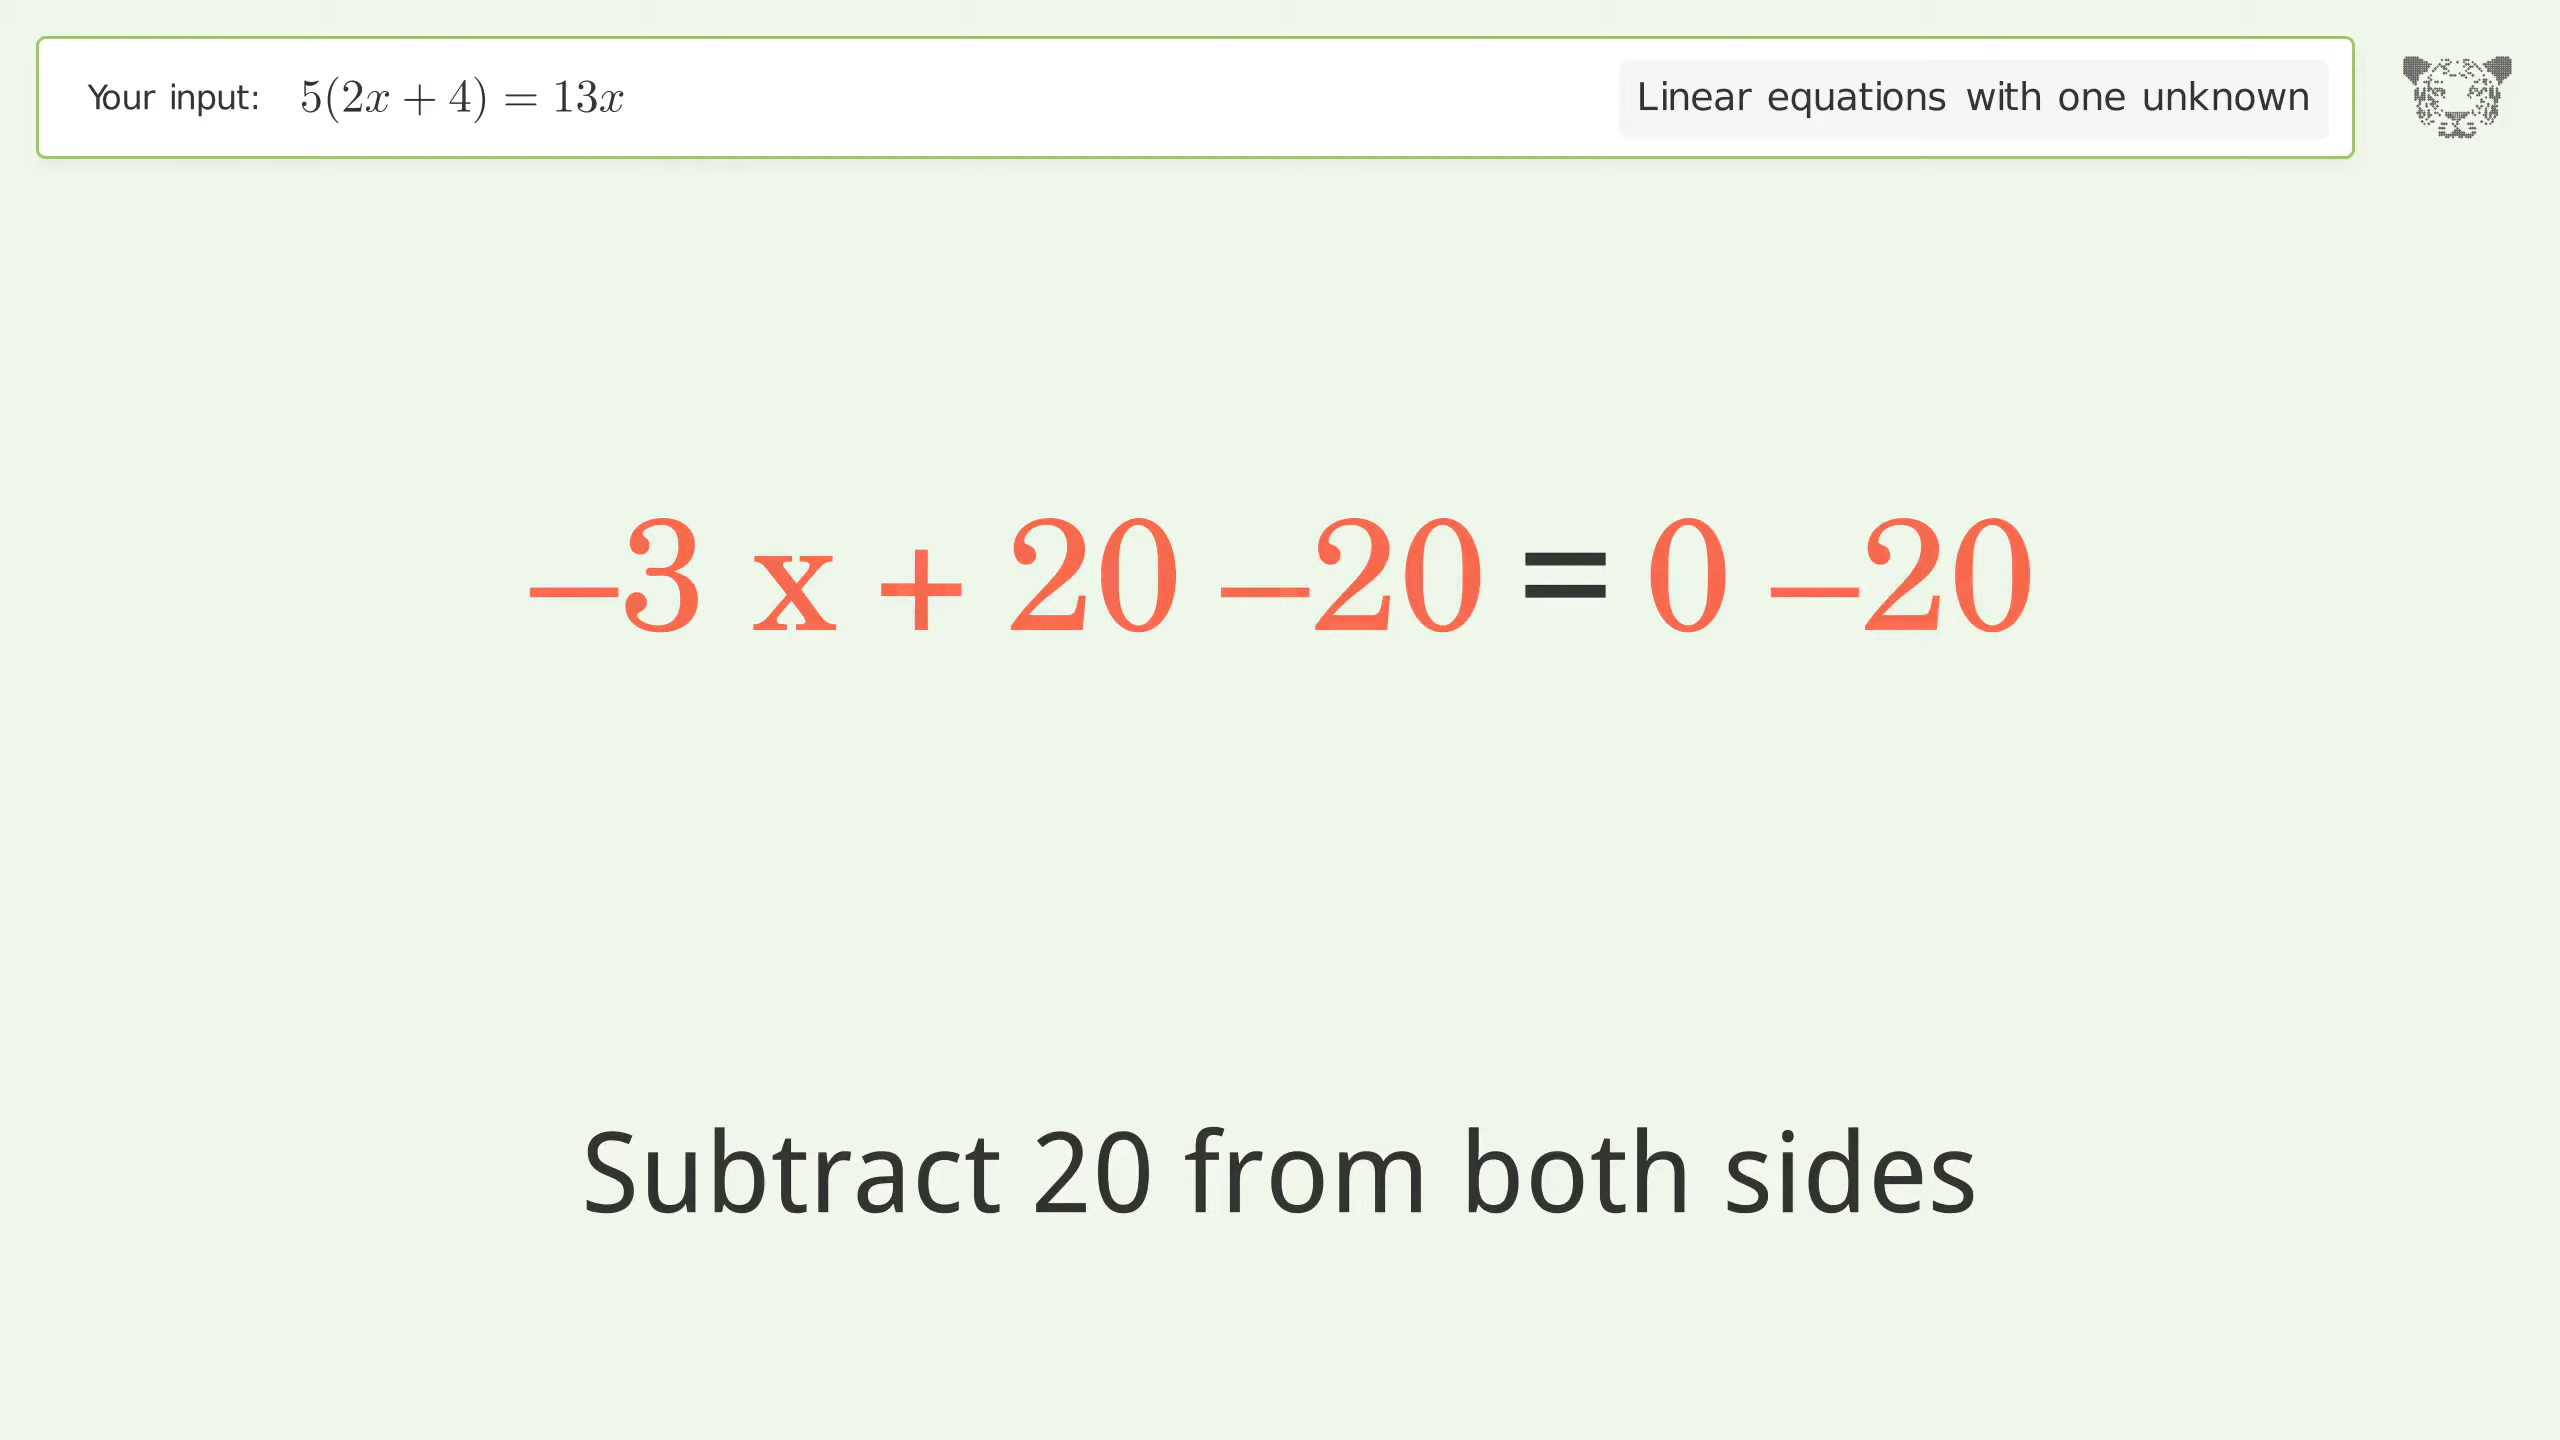 Your input: 5(2x + 4) = 13x
Linear equations with one unknown
–3 x + 20 –20 = 0 –20
Subtract 20 from both sides